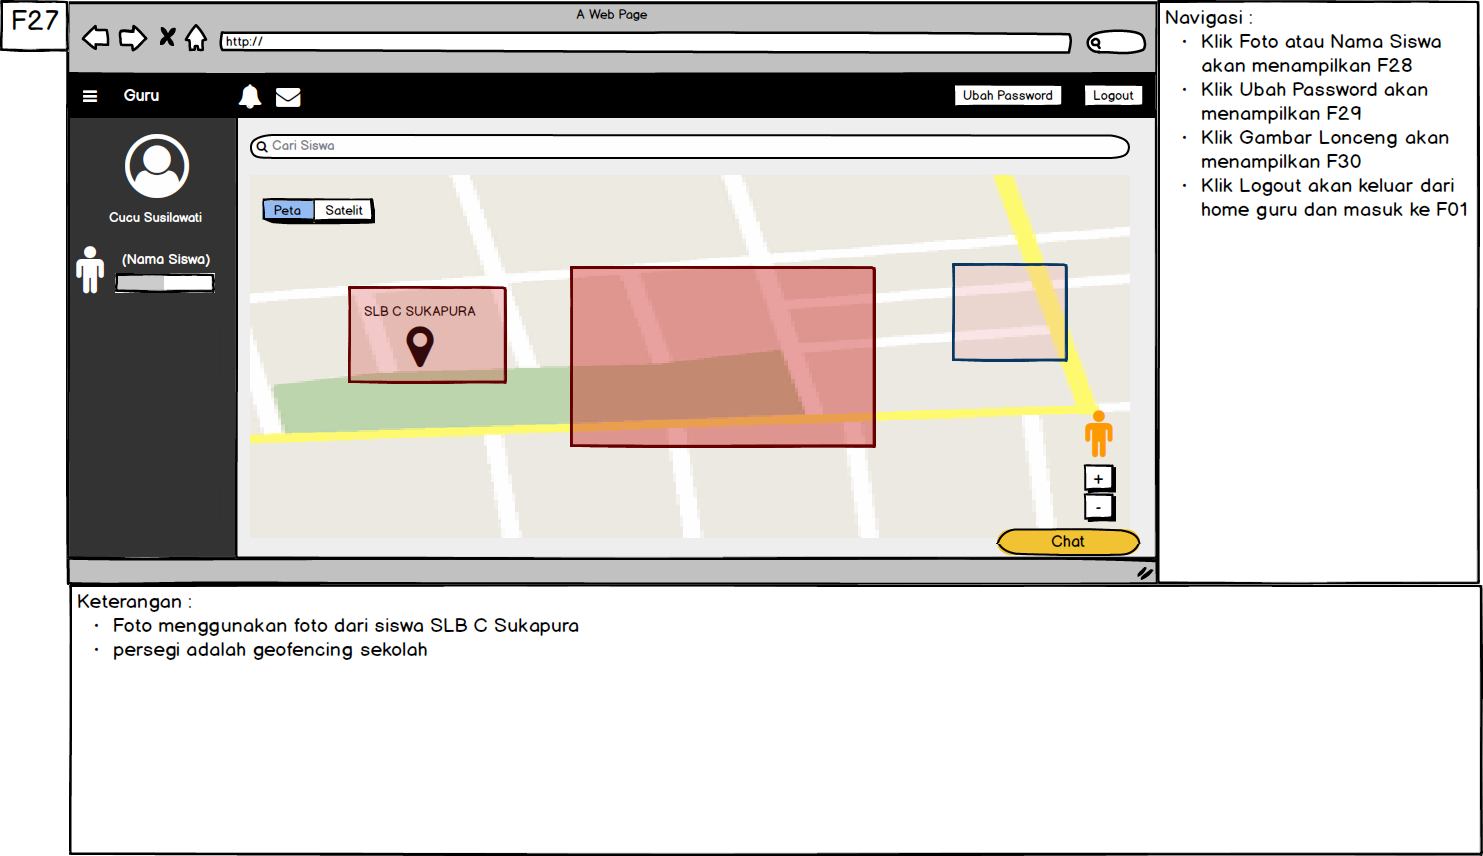 F27
A Web Page
http://
Guru
Ubah Password
Logout
Cucu Susilawati
(Nama Siswa)
Cari Siswa
Peta
Satelit
SLB C SUKAPURA
+
-
Chat
Navigasi :
• Klik Foto atau Nama Siswa
akan menampilkan F28
• Klik Ubah Password akan
menampilkan F29
• Klik Gambar Lonceng akan
menampilkan F30
• Klik Logout akan keluar dari
home guru dan masuk ke F01
Keterangan :
• Foto menggunakan foto dari siswa SLB C Sukapura
• persegi adalah geofencing sekolah